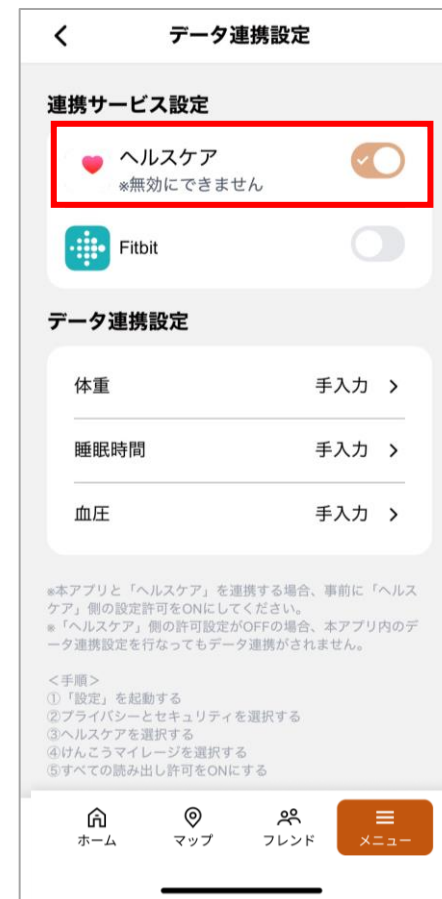 データ連携設定
連携サービス設定
ヘルスケア
※無効にできません
Fitbit
データ連携設定
体重 手入力
睡眠時間 手入力
血圧 手入力
※本アプリと「ヘルスケア」を連携する場合、事前に「ヘルス
ケア」側の設定許可をONにしてください。
※「ヘルスケア」側の許可設定がOFFの場合、本アプリ内のデ
ータ連携設定を行なってもデータ連携がされません。
<手順>
①「設定」を起動する
②プライバシーとセキュリティを選択する
③ヘルスケアを選択する
④けんこうマイレージを選択する
⑤すべての読み出し許可をONにする
ホーム マップ フレンド メニュー